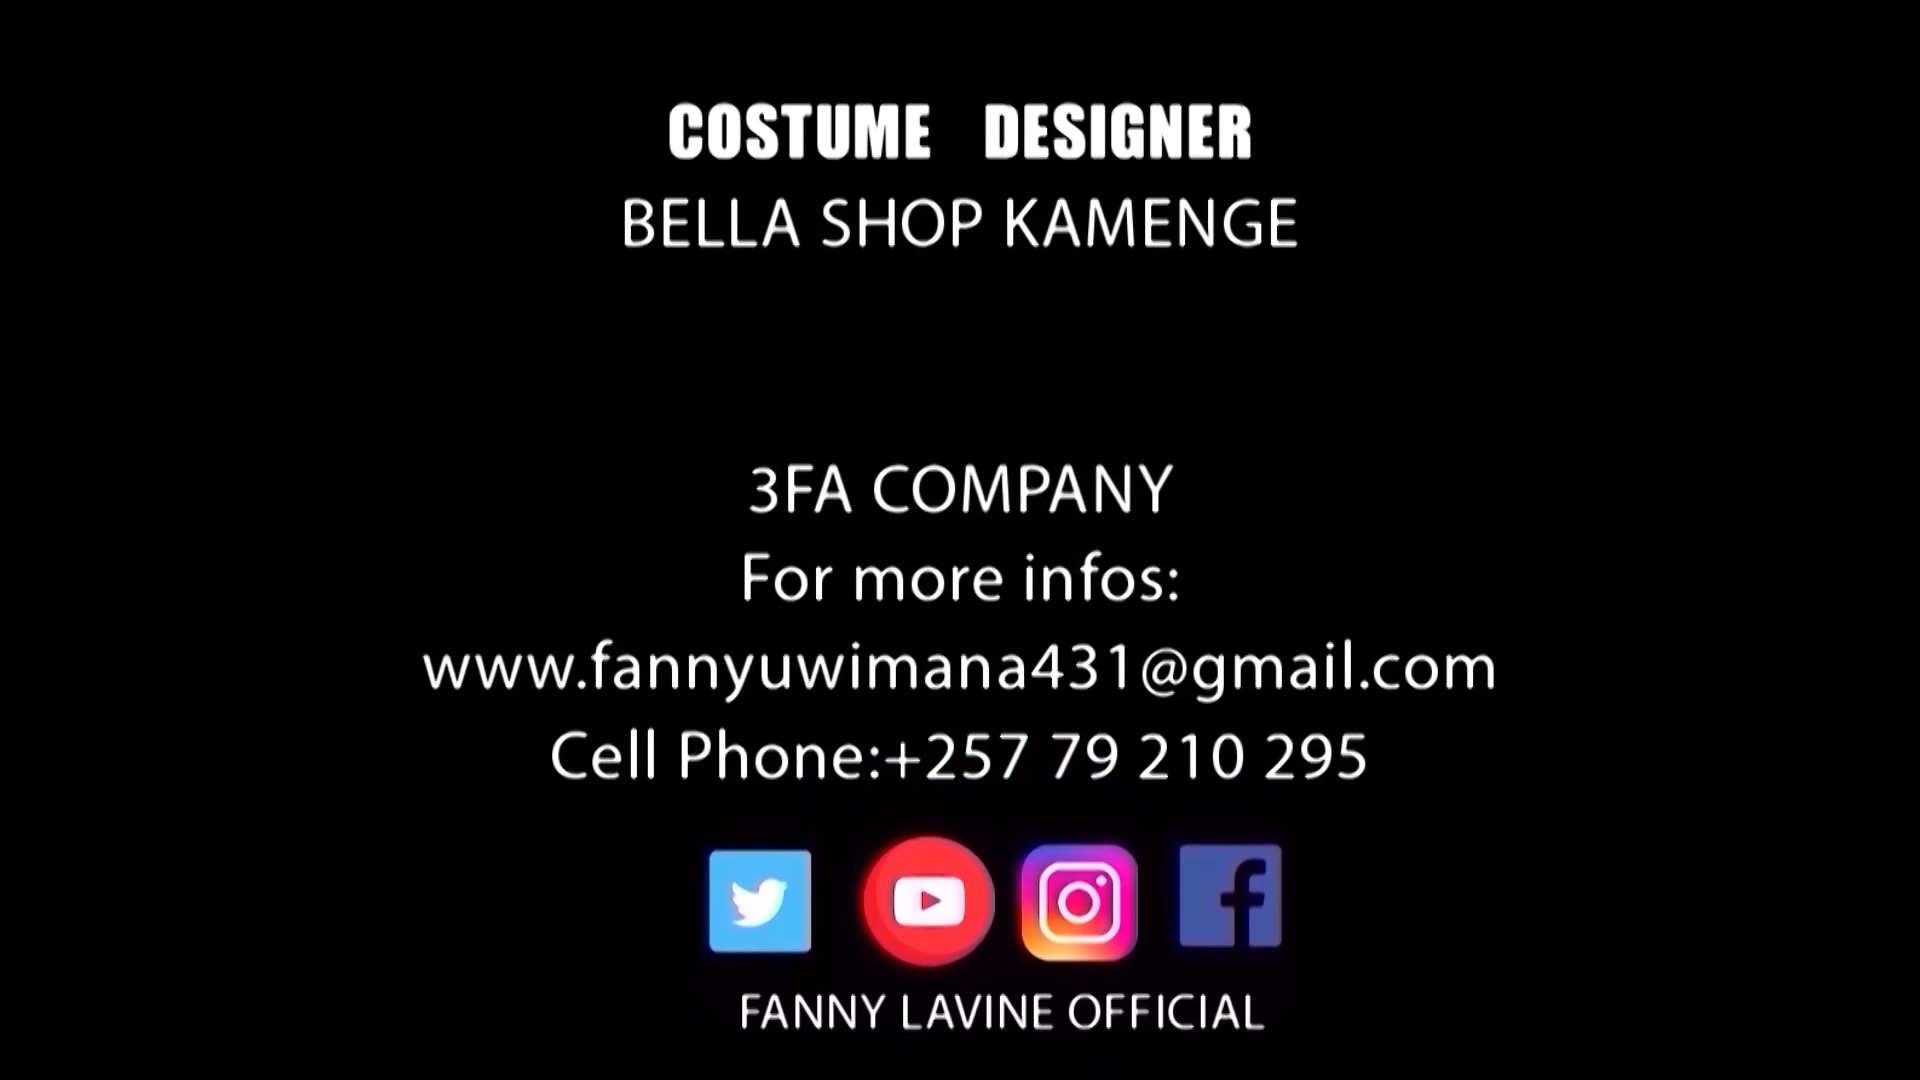 COSTUME DESIGNER
BELLA SHOP KAMENGE
3FA COMPANY
For more infos:
www.fannyuwimana431@gmail.com
Cell Phone:+257 79 210 295
FANNY LAVINE OFFICIAL